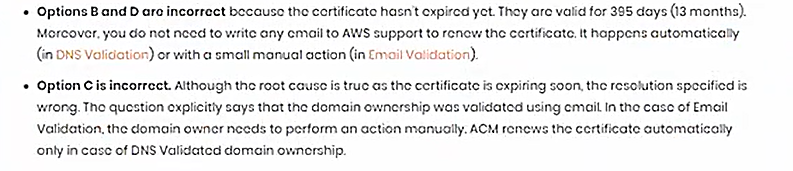 • Options B and D are incorrect because the certificate hasn't expired yet. They are valid for 395 days (13 months).
Moreover, you do not need to write any email to AWS support to renew the certificate. It happens automatically
(in DNS Validation) or with a small manual action (in Email Validation).
• Option C is incorrect. Although the root cause is true as the certificate is expiring soon, the resolution specified is
wrong. The question explicitly says that the domain ownership was validated using email. In the case of Email
Validation, the domain owner needs to perform an action manually. ACM renews the certificate automatically
only in case of DNS Validated domain ownership.